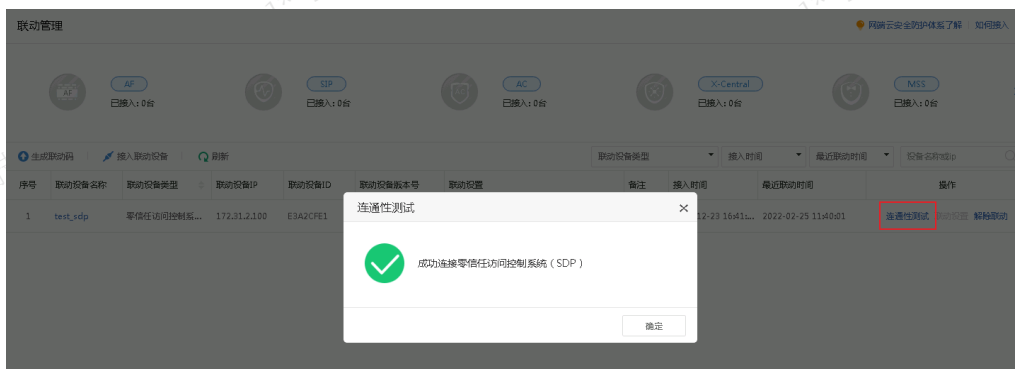 联动管理
网端云安全防护体系了解 如何接入
AF
已接入：0台
SIP
已接入：0台
AC
已接入：0台
X-Central
已接入：0台
MSS
已接入：0台
生成联动码 接入联动设备 刷新 联动设备类型 接入时间 最近联动时间 设备名称或ip
序号 联动设备名称 联动设备类型 联动设备IP 联动设备ID 联动设备版本号 联动设置 备注 接入时间 最近联动时间 操作
1 test_sdp 零信任访问控制系... 172.31.2.100 E3A2CFE1 12-23 16:41:... 2022-02-25 11:40:01 连通性测试 联动设置 解除联动
连通性测试
成功连接零信任访问控制系统（SDP）
确定